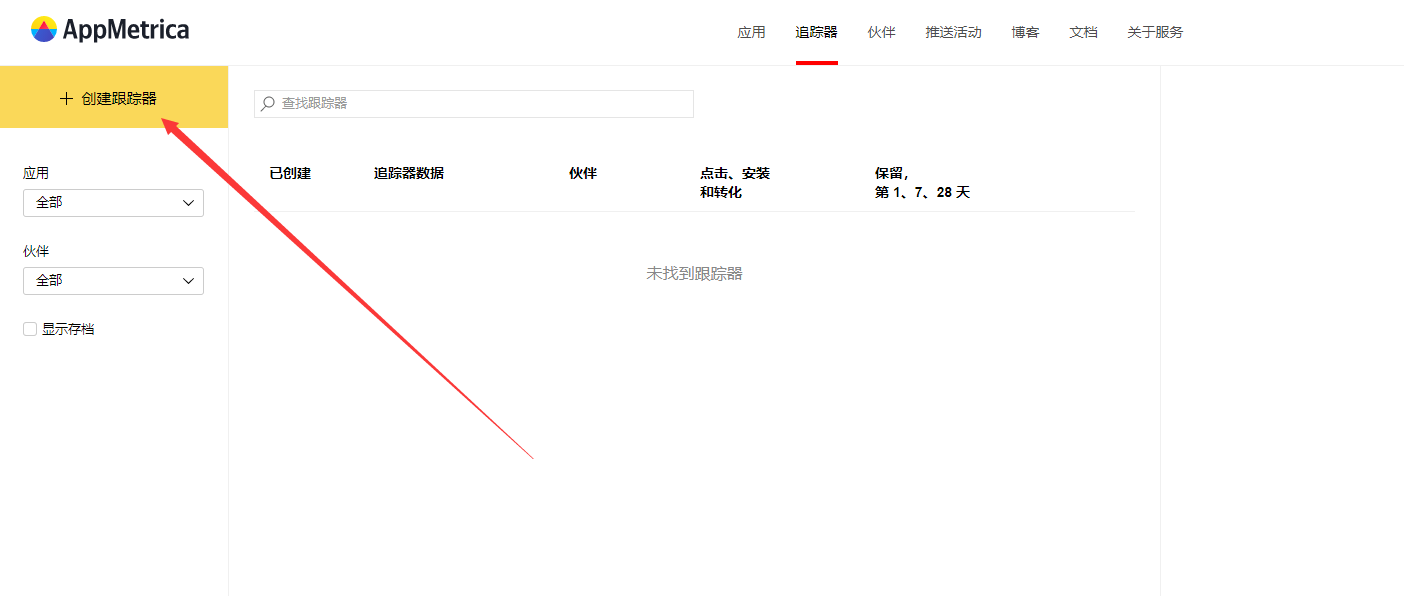 AppMetrica
应用 追踪器 伙伴 推送活动 博客 文档 关于服务
+ 创建跟踪器
查找跟踪器
应用
全部
伙伴
全部
显示存档
已创建 追踪器数据 伙伴 点击、安装 保留,
和转化 第 1、7、28 天
未找到跟踪器